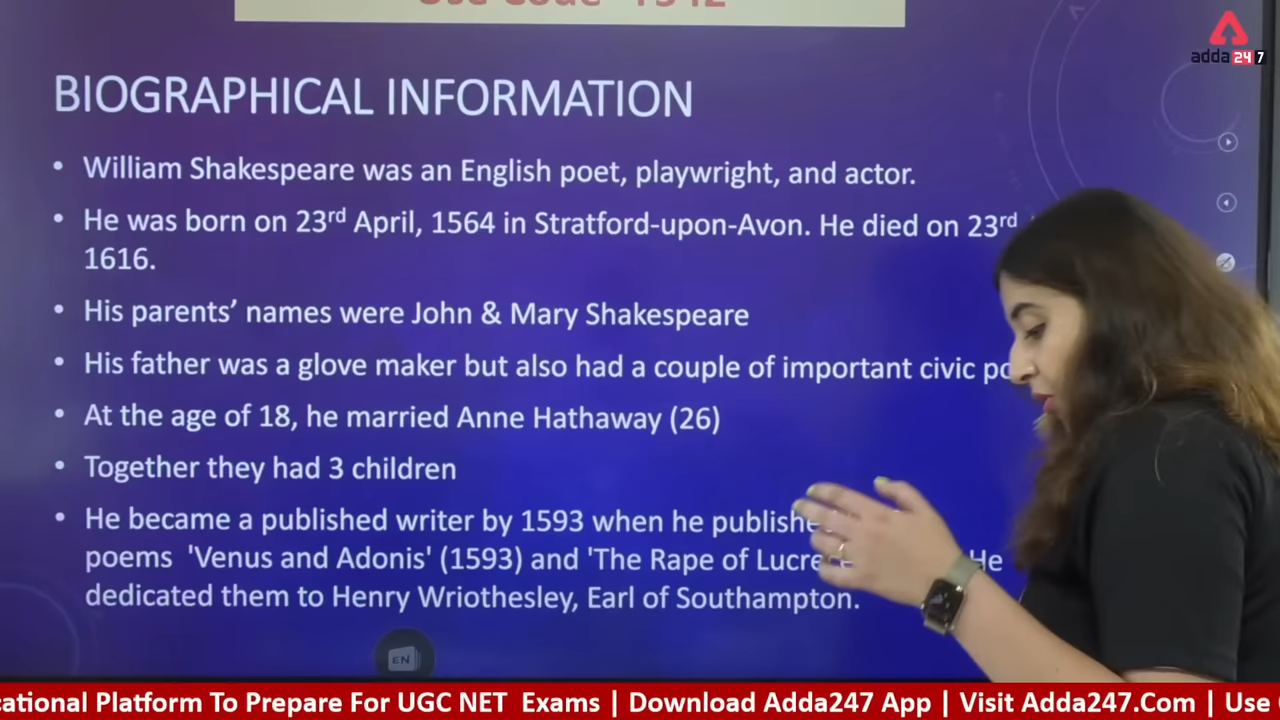 Use Code "Y542"
adda 247
BIOGRAPHICAL INFORMATION
• William Shakespeare was an English poet, playwright, and actor.
• He was born on 23rd April, 1564 in Stratford-upon-Avon. He died on 23rd
1616.
• His parents' names were John & Mary Shakespeare
• His father was a glove maker but also had a couple of important civic
• At the age of 18, he married Anne Hathaway (26)
• Together they had 3 children
• He became a published writer by 1593 when he
poems 'Venus and Adonis' (1593) and 'The Rape of He
dedicated them to Henry Wriothesley, Earl of Southampton.
EN
Platform To Prepare For UGC NET Exams | Download Adda247 App | Visit Adda247.Com | Use